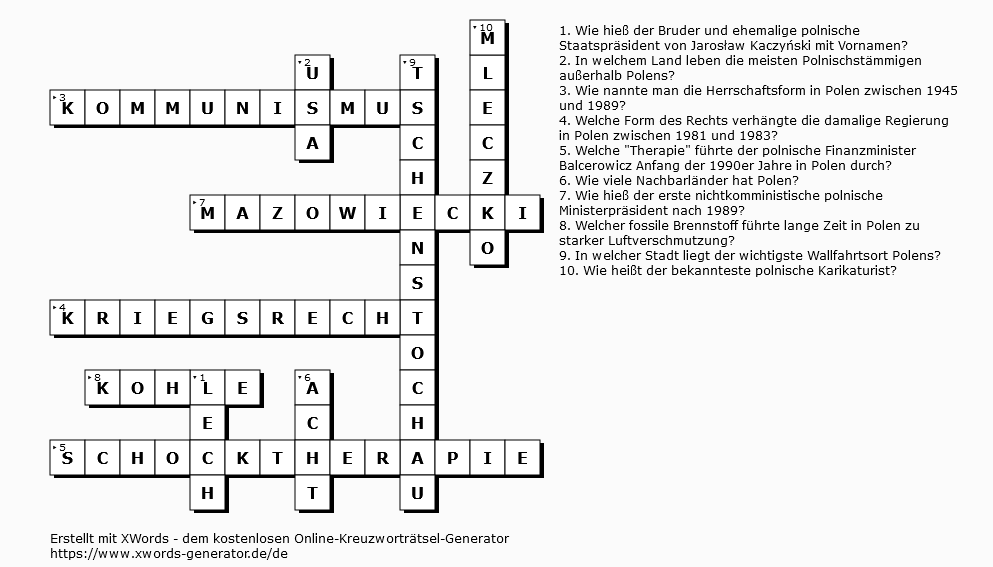 10 M
2 U 9 T L
3 K O M M U N I S M U S E
A C C
H Z
7 M A Z O W I E C K I
N O
S
4 K R I E G S R E C H T
O
8 K O H 1 L E 6 A C
E C H
5 S C H O C K T H E R A P I E
H T U
1. Wie hieß der Bruder und ehemalige polnische
Staatspräsident von Jarosław Kaczyński mit Vornamen?
2. In welchem Land leben die meisten Polnischstämmigen
außerhalb Polens?
3. Wie nannte man die Herrschaftsform in Polen zwischen 1945
und 1989?
4. Welche Form des Rechts verhängte die damalige Regierung
in Polen zwischen 1981 und 1983?
5. Welche "Therapie" führte der polnische Finanzminister
Balcerowicz Anfang der 1990er Jahre in Polen durch?
6. Wie viele Nachbarländer hat Polen?
7. Wie hieß der erste nichtkomministische polnische
Ministerpräsident nach 1989?
8. Welcher fossile Brennstoff führte lange Zeit in Polen zu
starker Luftverschmutzung?
9. In welcher Stadt liegt der wichtigste Wallfahrtsort Polens?
10. Wie heißt der bekannteste polnische Karikaturist?
Erstellt mit XWords - dem kostenlosen Online-Kreuzworträtsel-Generator
https://www.xwords-generator.de/de